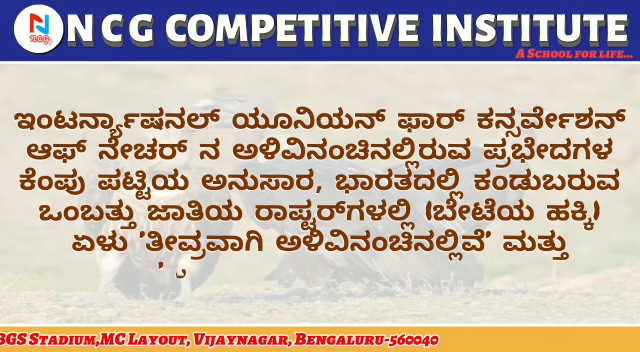 N C G COMPETITIVE INSTITUTE
N.C.G
A School for life...
ಇಂಟರ್ನ್ಯಾಷನಲ್ ಯೂನಿಯನ್ ಫಾರ್ ಕನ್ಸರ್ವೇಶನ್
ಆಫ್ ನೇಚರ್ ನ ಅಳಿವಿನಂಚಿನಲ್ಲಿರುವ ಪ್ರಭೇದಗಳ
ಕೆಂಪು ಪಟ್ಟಿಯ ಅನುಸಾರ, ಭಾರತದಲ್ಲಿ ಕಂಡುಬರುವ
ಒಂಬತ್ತು ಜಾತಿಯ ರಾಪ್ಟರ್‌ಗಳಲ್ಲಿ (ಬೇಟೆಯ ಹಕ್ಕಿ)
ಏಳು 'ತೀವ್ರವಾಗಿ ಅಳಿವಿನಂಚಿನಲ್ಲಿವೆ' ಮತ್ತು
BGS Stadium,MC Layout, Vijaynagar, Bengaluru-560040